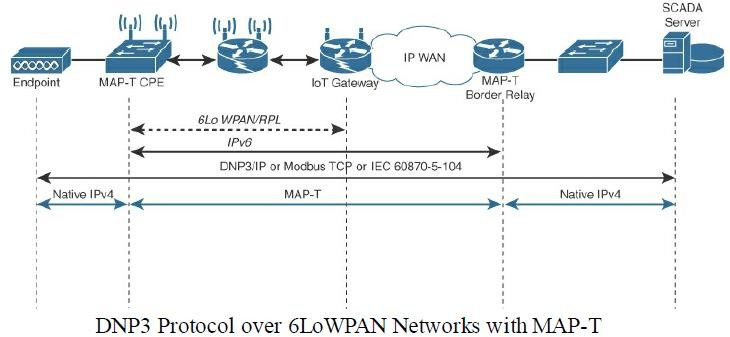 SCADA
Server
IP WAN
Endpoint
MAP-T CPE
IoT Gateway
MAP-T
Border Relay
6Lo WPAN/RPL
IPv6
DNP3/IP or Modbus TCP or IEC 60870-5-104
Native IPv4
MAP-T
Native IPv4
DNP3 Protocol over 6LoWPAN Networks with MAP-T